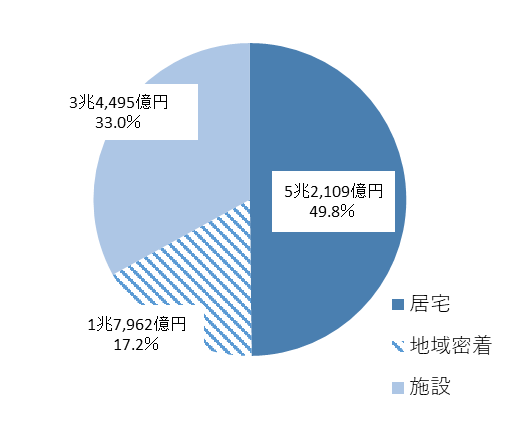 3兆4,495億円
33.0%
5兆2,109億円
49.8%
1兆7,962億円
17.2%
居宅
地域密着
施設